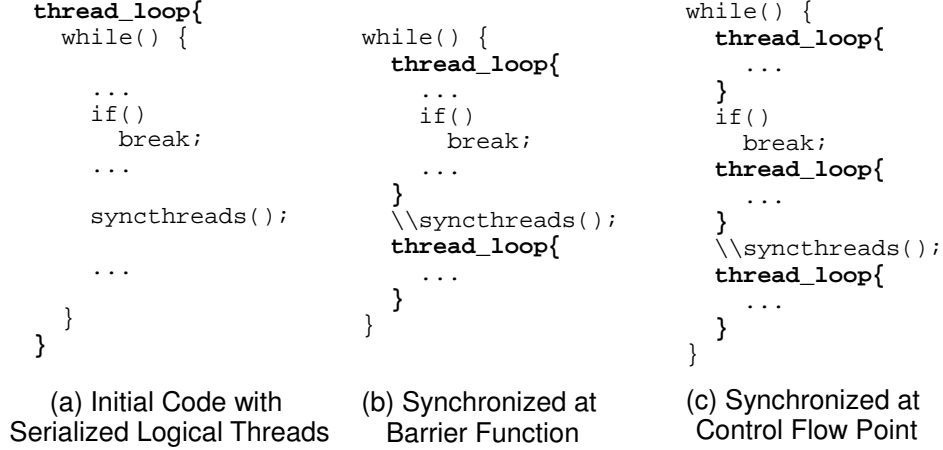 thread_loop{
while() {
...
if()
break;
...
syncthreads();
...
}
}
(a) Initial Code with
Serialized Logical Threads
while() {
thread_loop{
...
if()
break;
...
}
\\syncthreads();
thread_loop{
...
}
}
(b) Synchronized at
Barrier Function
while() {
thread_loop{
...
}
if()
break;
thread_loop{
...
}
\\syncthreads();
thread_loop{
...
}
}
(c) Synchronized at
Control Flow Point